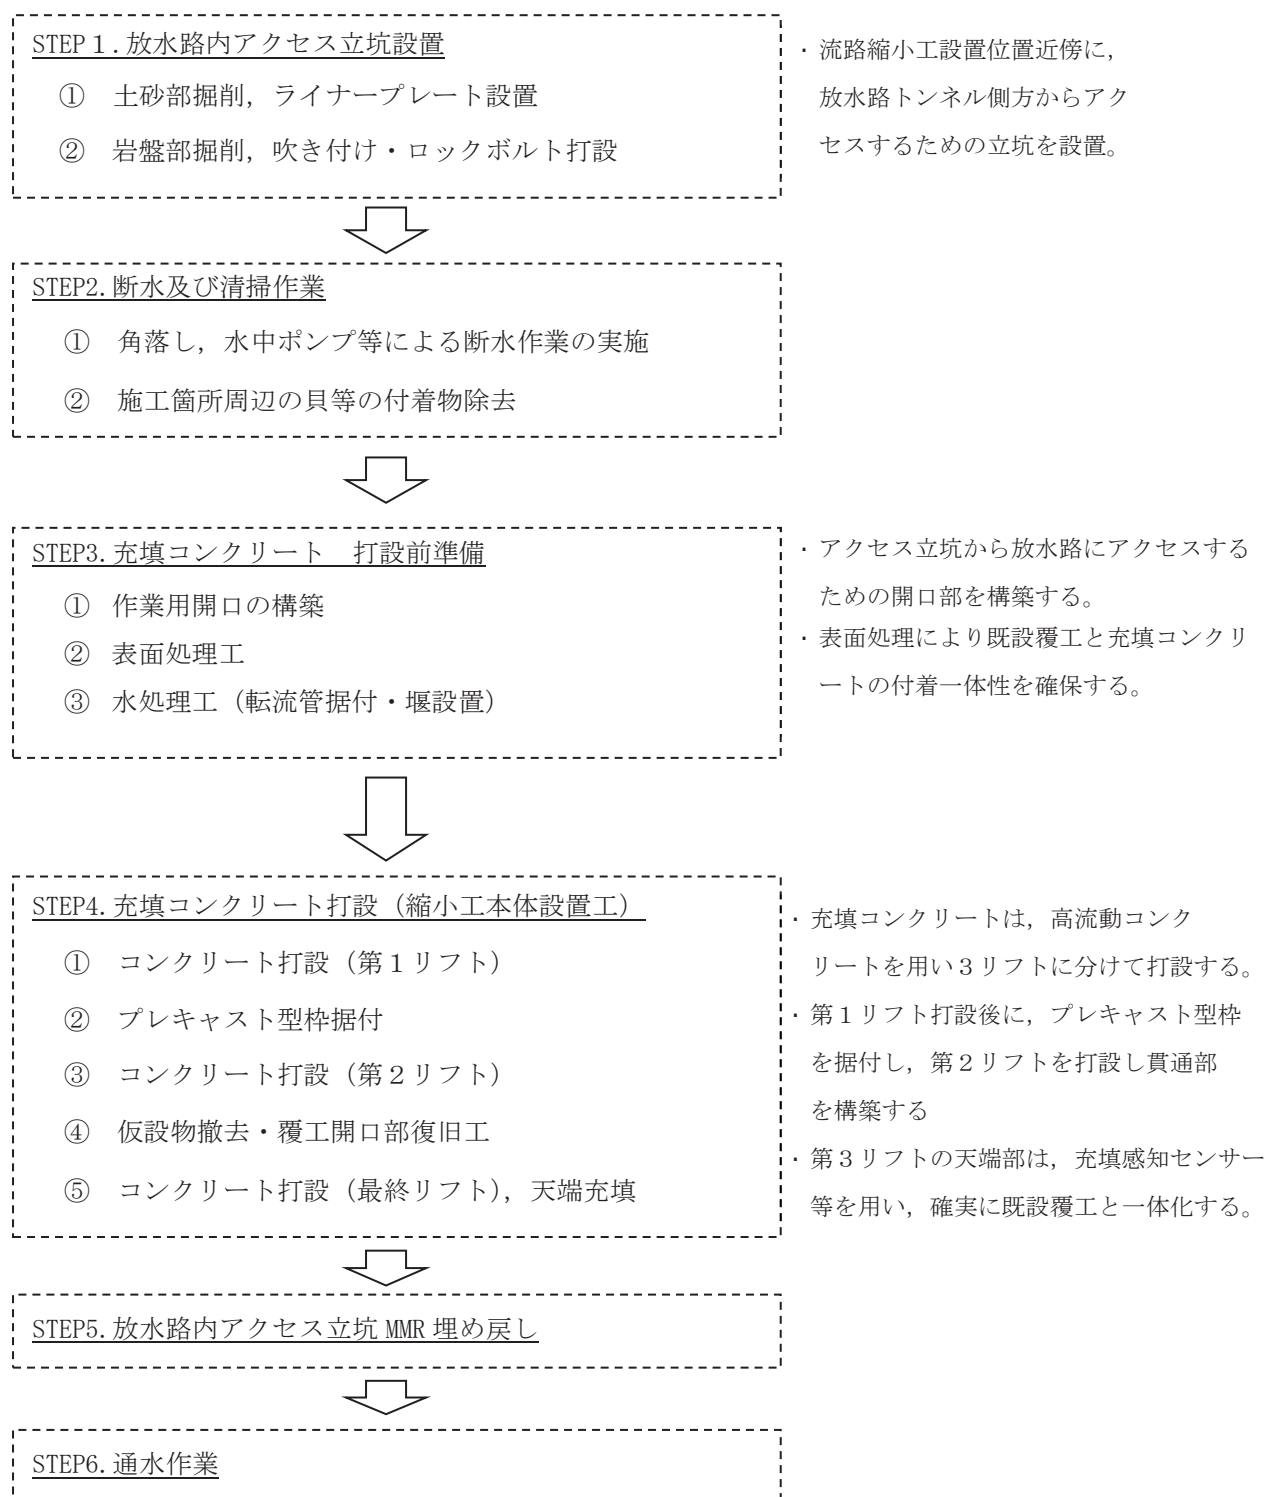 STEP１.放水路内アクセス立坑設置
① 土砂部掘削，ライナープレート設置
② 岩盤部掘削，吹き付け・ロックボルト打設
・流路縮小工設置位置近傍に，
放水路トンネル側方からアク
セスするための立坑を設置。
STEP2.断水及び清掃作業
① 角落し，水中ポンプ等による断水作業の実施
② 施工箇所周辺の貝等の付着物除去
STEP3.充填コンクリート　打設前準備
① 作業用開口の構築
② 表面処理工
③ 水処理工（転流管据付・堰設置）
・アクセス立坑から放水路にアクセスする
ための開口部を構築する。
・表面処理により既設覆工と充填コンクリ
ートの付着一体性を確保する。
STEP4.充填コンクリート打設（縮小工本体設置工）
① コンクリート打設（第１リフト）
② プレキャスト型枠据付
③ コンクリート打設（第２リフト）
④ 仮設物撤去・覆工開口部復旧工
⑤ コンクリート打設（最終リフト），天端充填
・充填コンクリートは，高流動コンク
リートを用い３リフトに分けて打設する。
・第１リフト打設後に，プレキャスト型枠
を据付し，第２リフトを打設し貫通部
を構築する
・第３リフトの天端部は，充填感知センサー
等を用い，確実に既設覆工と一体化する。
STEP5.放水路内アクセス立坑 MMR 埋め戻し
STEP6.通水作業